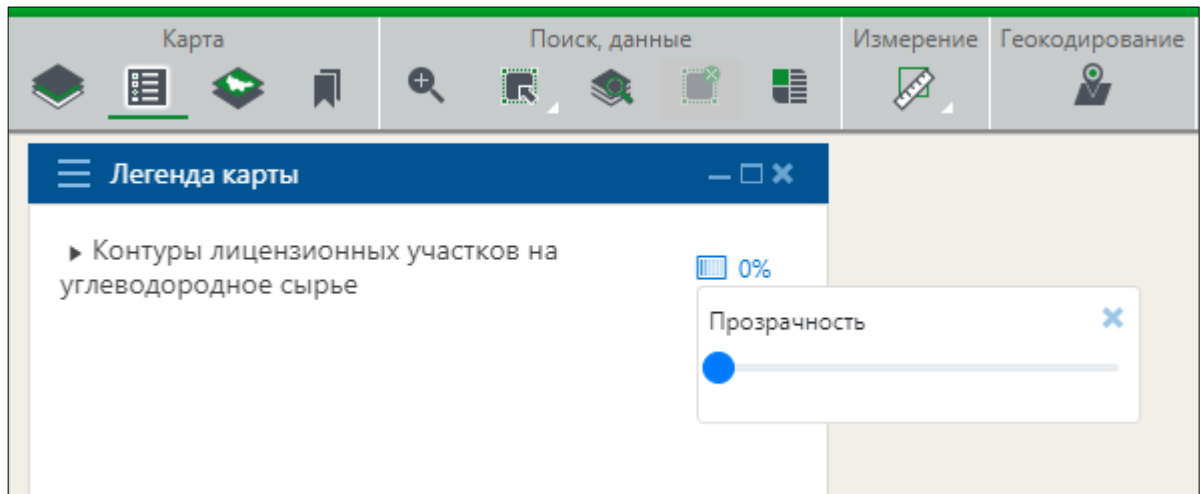 Карта
Поиск, данные
Измерение
Геокодирование
Легенда карты
Контуры лицензионных участков на
углеводородное сырье
0%
Прозрачность